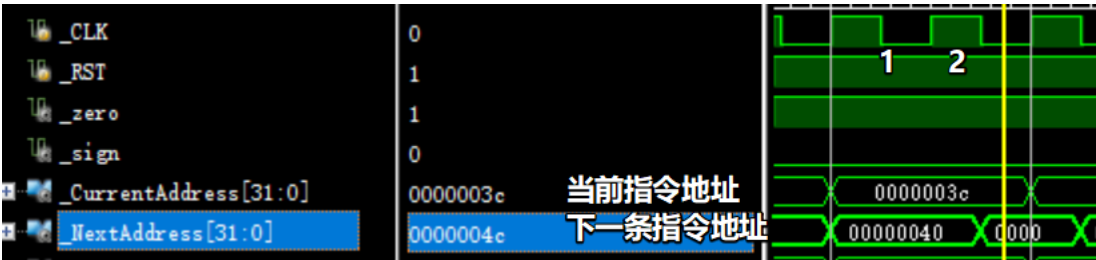 _CLK 0
_RST 1
1 2
_zero 1
_sign 0
_CurrentAddress[31:0] 0000003c 当前指令地址 0000003c
_NextAddress[31:0] 0000004c 下一条指令地址 00000040 0000